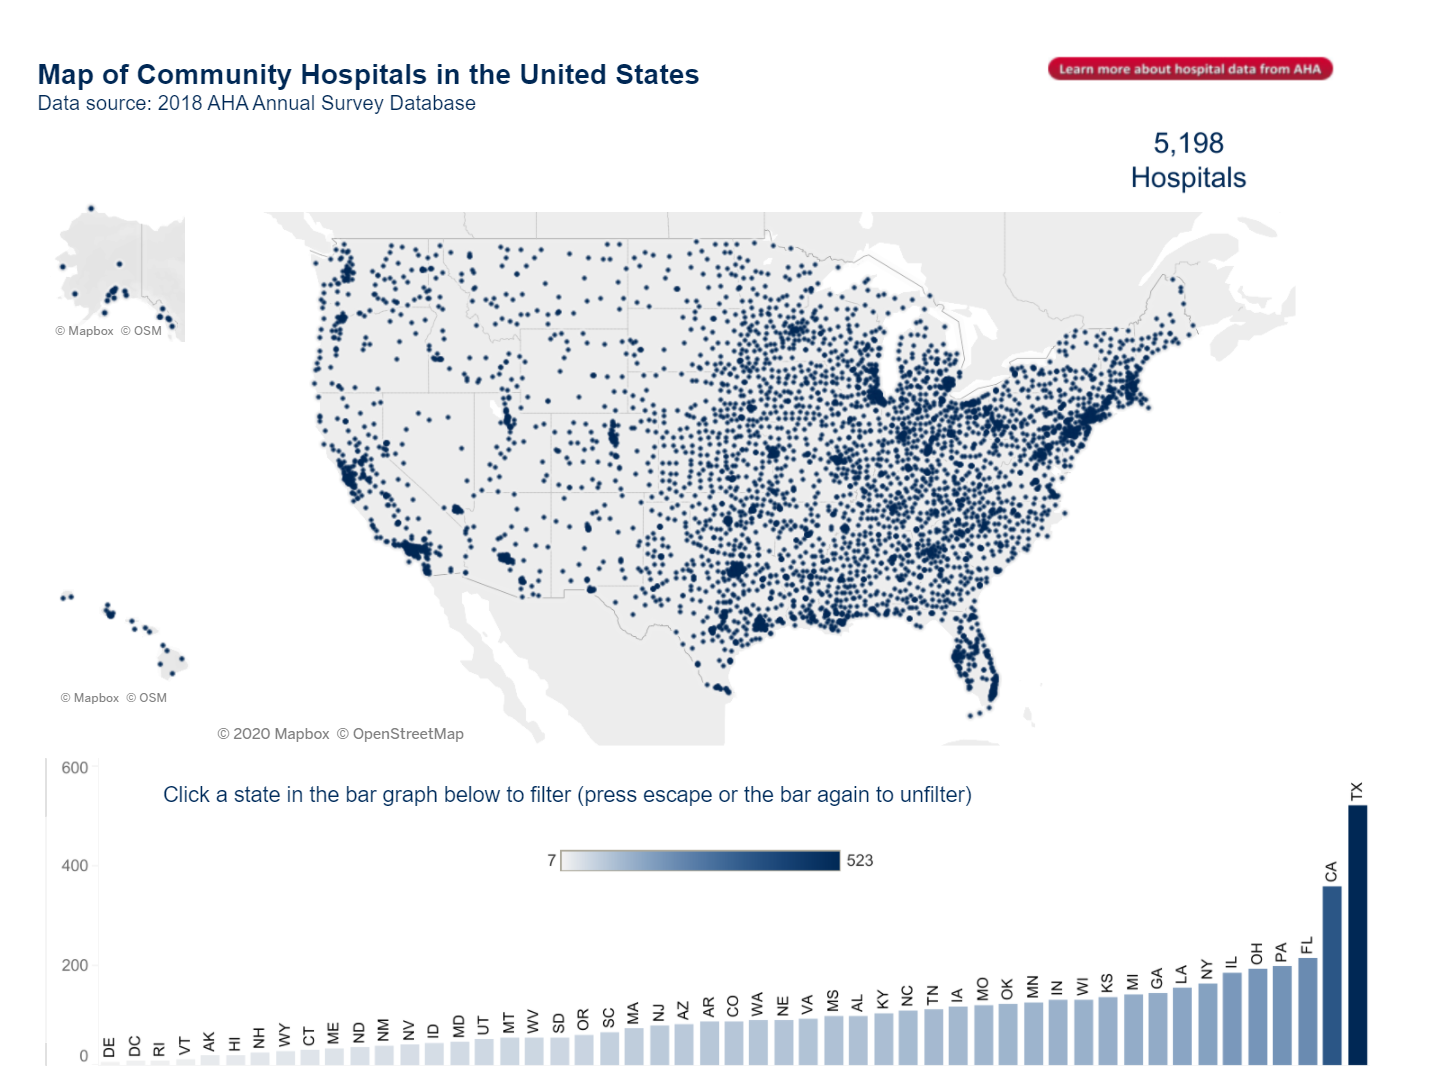 Map of Community Hospitals in the United States
Learn more about hospital data from AHA
Data source: 2018 AHA Annual Survey Database
5,198
Hospitals
© Mapbox © OSM
© Mapbox © OSM
© 2020 Mapbox © OpenStreetMap
600
Click a state in the bar graph below to filter (press escape or the bar again to unfilter)
400
7
523
200
0
DE
DC
RI
VT
AK
HI
NH
WY
CT
ME
ND
NM
NV
ID
MD
UT
MT
WV
SD
OR
SC
MA
NJ
AZ
AR
CO
WA
NE
VA
MS
AL
KY
NC
TN
IA
MO
OK
MN
IN
WI
KS
MI
GA
LA
NY
IL
OH
PA
FL
CA
TX